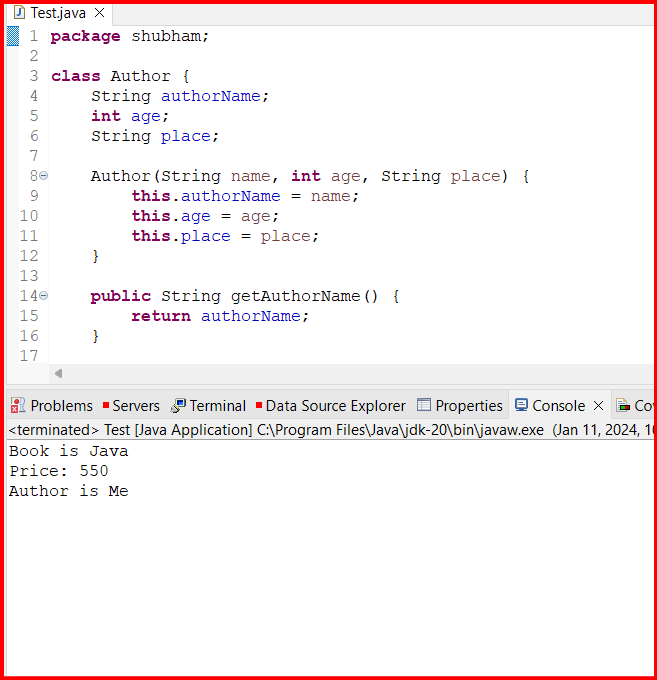 Test.java
1 package shubham;
2
3 class Author {
4     String authorName;
5     int age;
6     String place;
7
8     Author(String name, int age, String place) {
9         this.authorName = name;
10         this.age = age;
11         this.place = place;
12     }
13
14     public String getAuthorName() {
15         return authorName;
16     }
17
Problems Servers Terminal Data Source Explorer Properties Console Co
<terminated> Test [Java Application] C:\Program Files\Java\jdk-20\bin\javaw.exe (Jan 11, 2024, 10
Book is Java
Price: 550
Author is Me